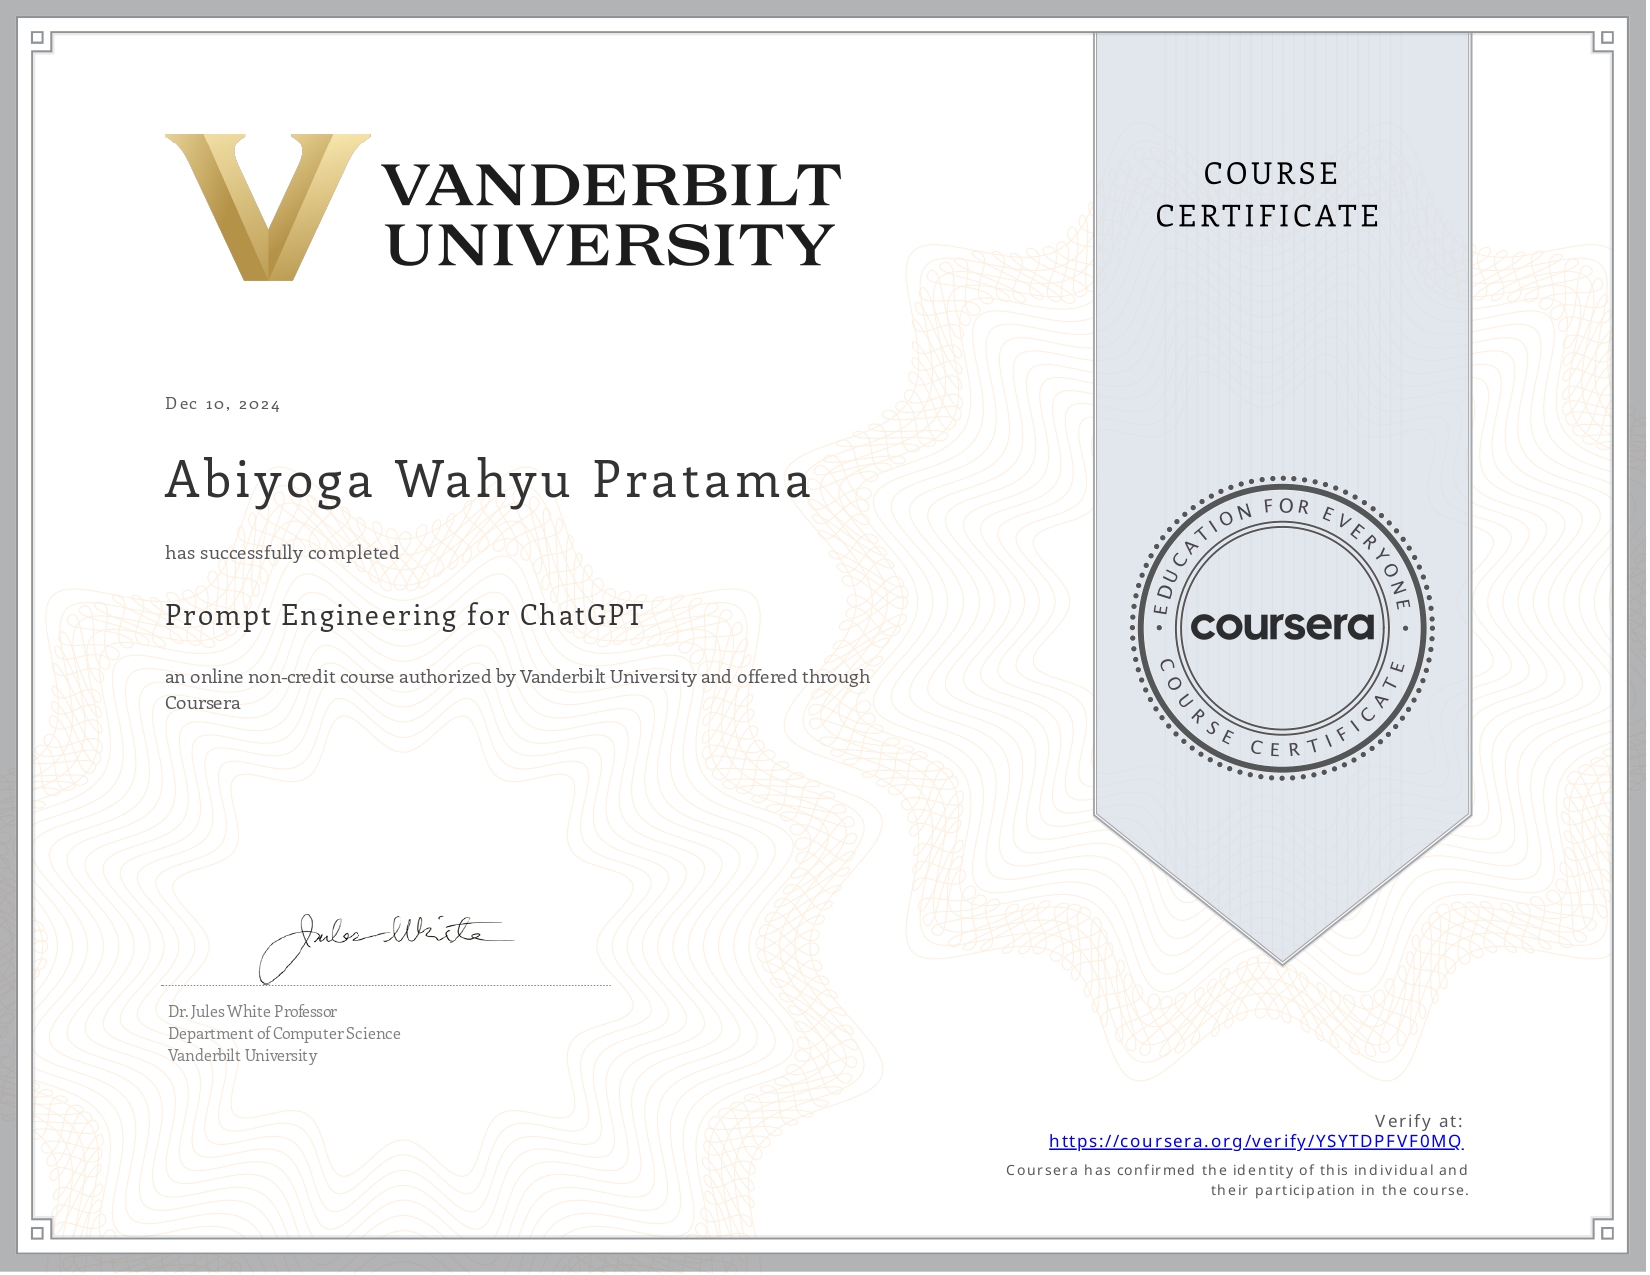 VANDERBILT
UNIVERSITY
COURSE
CERTIFICATE
Dec 10, 2024
Abiyoga Wahyu Pratama
has successfully completed
Prompt Engineering for ChatGPT
an online non-credit course authorized by Vanderbilt University and offered through
Coursera
EDUCATION FOR EVERYONE
coursera
COURSE CERTIFICATE
Jules White
Dr. Jules White Professor
Department of Computer Science
Vanderbilt University
Verify at:
https://coursera.org/verify/YSYTDPFVF0MQ
Coursera has confirmed the identity of this individual and
their participation in the course.